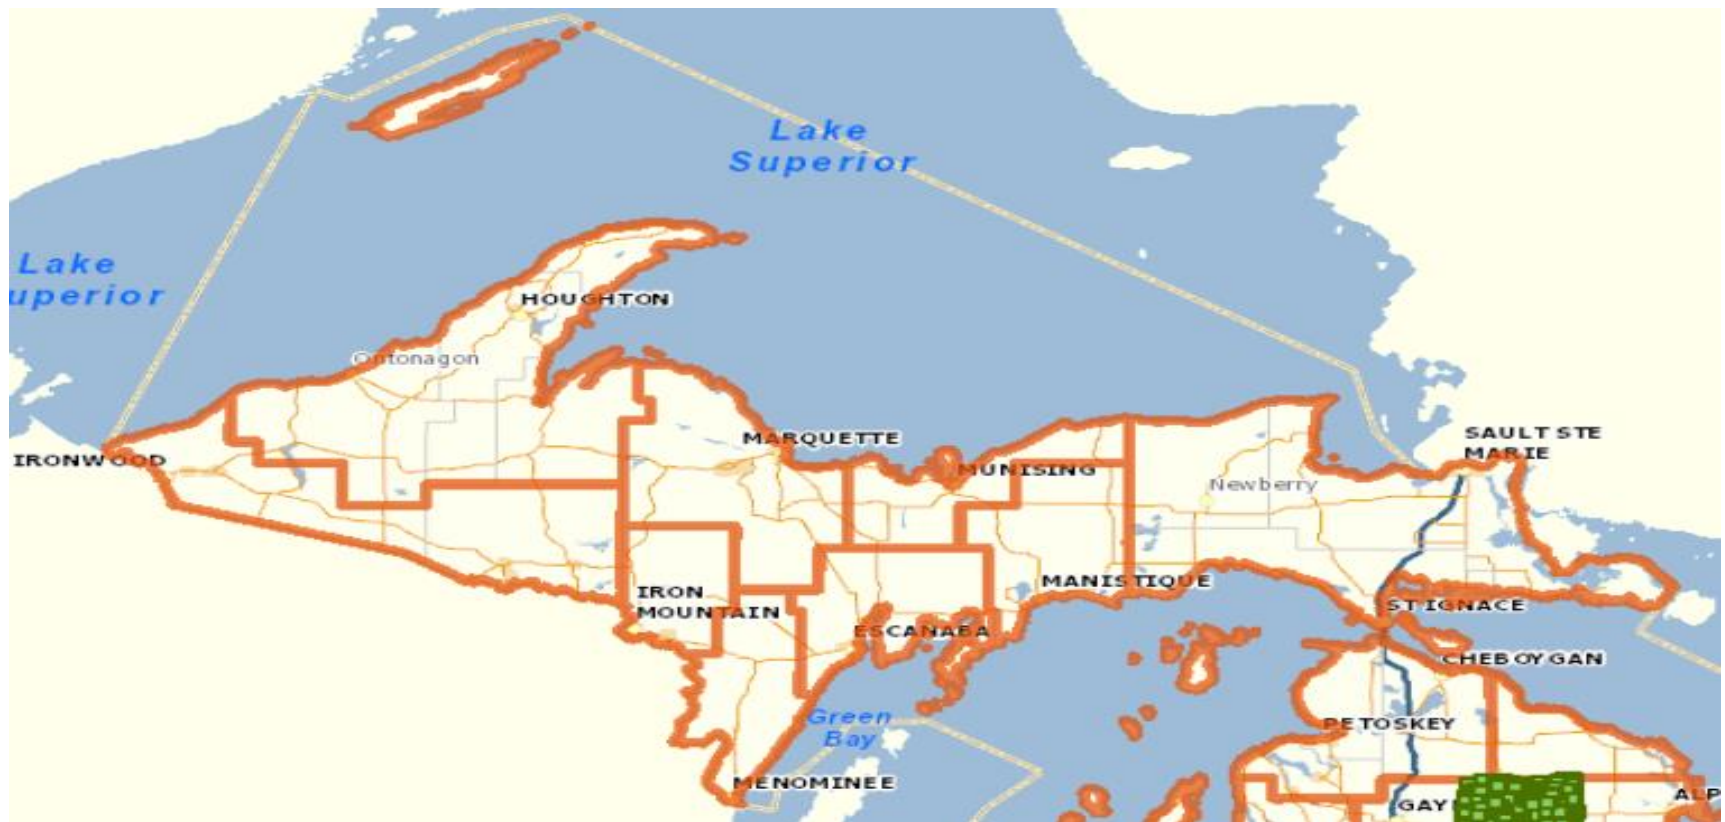 Lake
Superior
Lake
uperior
HOUGHTON
Ontonagon
MARQUETTE
SAULT STE
MARIE
IRONWOOD
MUNISING
Newberry
MANISTIQUE
IRON
MOUNTAIN
ST IGNACE
ESCANABA
CHEBOYGAN
Green
Bay
PETOSKEY
MENOMINEE
GAY
ALP